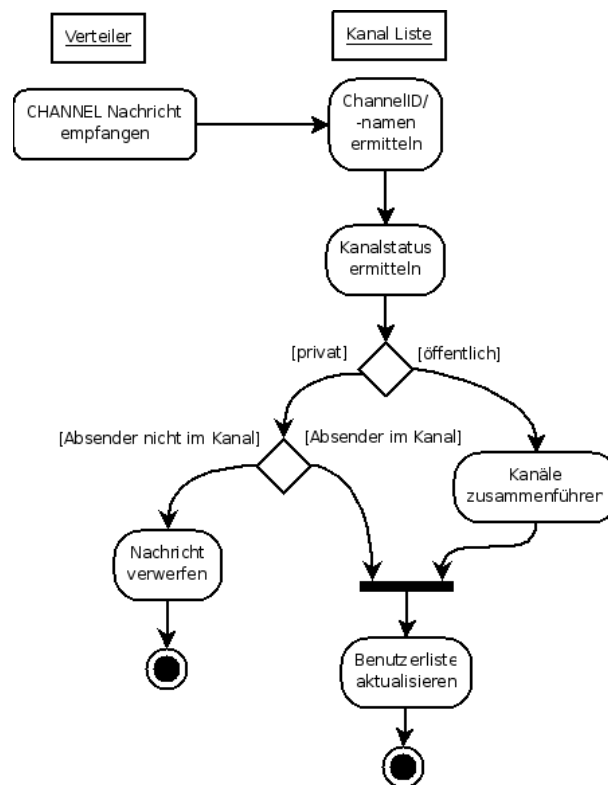 Verteiler
Kanal Liste
CHANNEL Nachricht
empfangen
ChannelID/
-namen
ermitteln
Kanalstatus
ermitteln
[privat]
[öffentlich]
[Absender nicht im Kanal]
[Absender im Kanal]
Kanäle
zusammenführen
Nachricht
verwerfen
Benutzerliste
aktualisieren